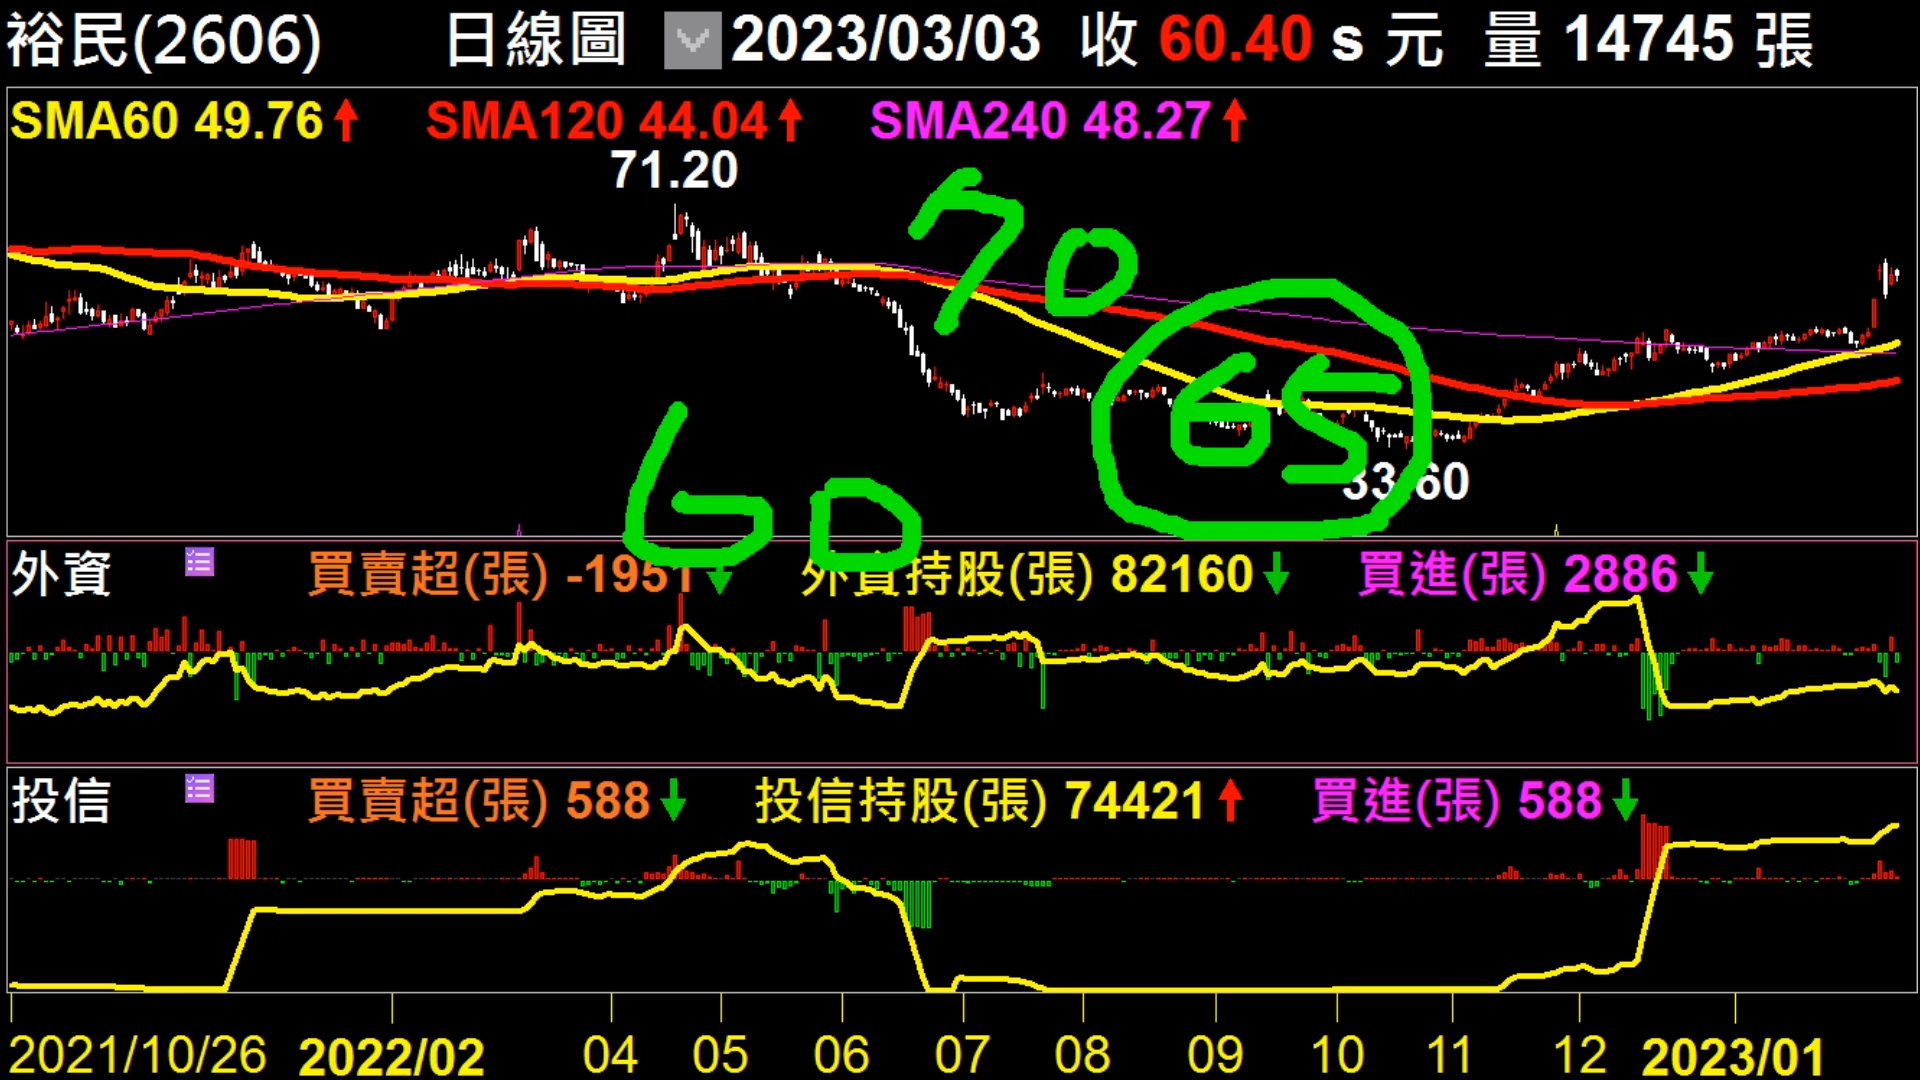 裕民(2606) 日線圖 2023/03/03 收 60.40 s 元 量 14745 張
SMA60 49.76↑ SMA120 44.04↑ SMA240 48.27↑
71.20
70
65
60
33.60
外資 買賣超(張) -1951↓ 外資持股(張) 82160↓ 買進(張) 2886↓
投信 買賣超(張) 588↓ 投信持股(張) 74421↑ 買進(張) 588↓
2021/10/26 2022/02 04 05 06 07 08 09 10 11 12 2023/01